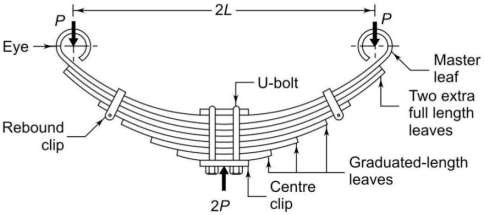 2L
P
P
Eye
Master
leaf
U-bolt
Two extra
full length
leaves
Rebound
clip
Graduated-length
leaves
Centre
clip
2P